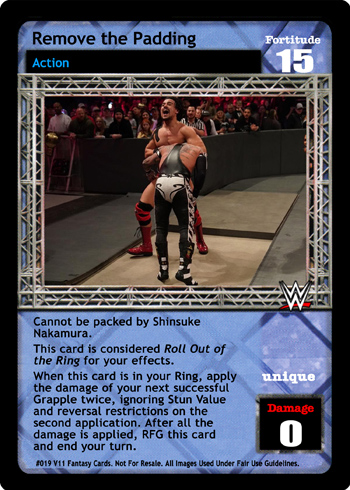 Remove the Padding
Fortitude
15
Action
W
Cannot be packed by Shinsuke
Nakamura.
This card is considered Roll Out of
the Ring for your effects.
When this card is in your Ring, apply
the damage of your next successful
Grapple twice, ignoring Stun Value
and reversal restrictions on
the second application. After all
the damage is applied, RFG this card
and end your turn.
unique
Damage
0
#019 V11 Fantasy Cards. Not For Resale. All Images Used Under Fair Use Guidelines.